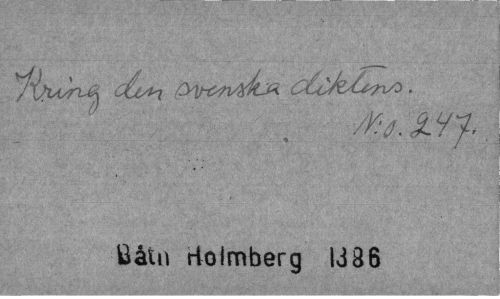 Kring den svenska diktens.
N:o. 247.
Båtn Holmberg 1386